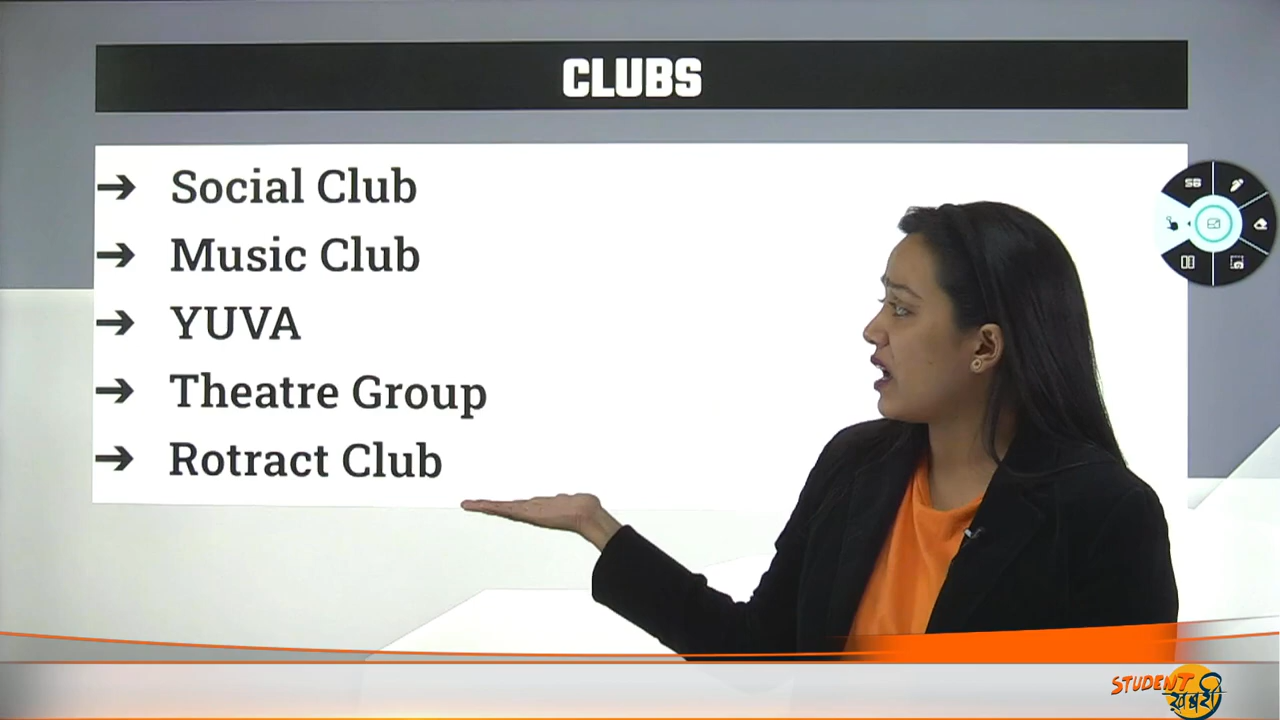 CLUBS
➔ Social Club
➔ Music Club
➔ YUVA
➔ Theatre Group
➔ Rotract Club
STUDENT
खबरी